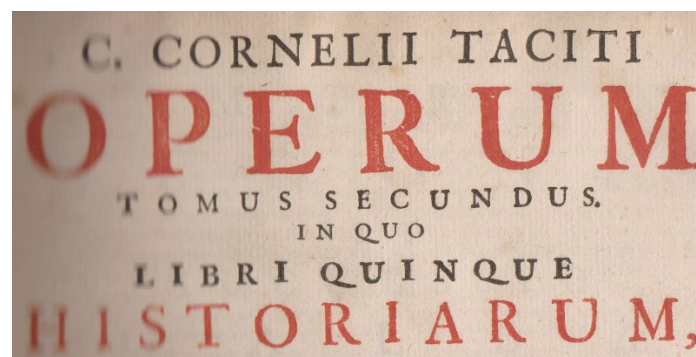 C. CORNELII TACITI
OPERUM
TOMUS SECUNDUS.
IN QUO
LIBRI QUINQUE
HISTORIARUM,